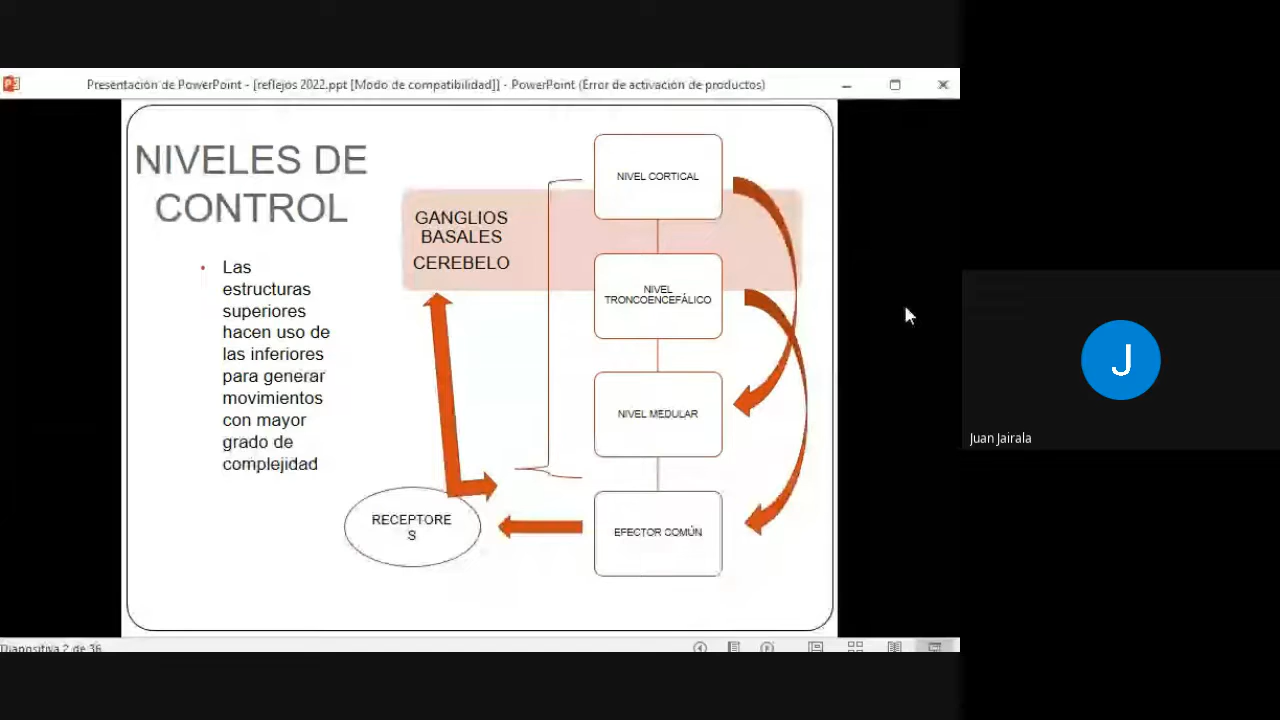 Presentación de PowerPoint - [reflejos 2022.ppt [Modo de compatibilidad]] - PowerPoint (Error de activación de productos)
NIVELES DE
CONTROL
• Las
estructuras
superiores
hacen uso de
las inferiores
para generar
movimientos
con mayor
grado de
complejidad
GANGLIOS
BASALES
CEREBELO
NIVEL CORTICAL
NIVEL
TRONCOENCEFÁLICO
NIVEL MEDULAR
EFECTOR COMÚN
RECEPTORE
S
J
Juan Jairala
Diapositiva 2 de 36